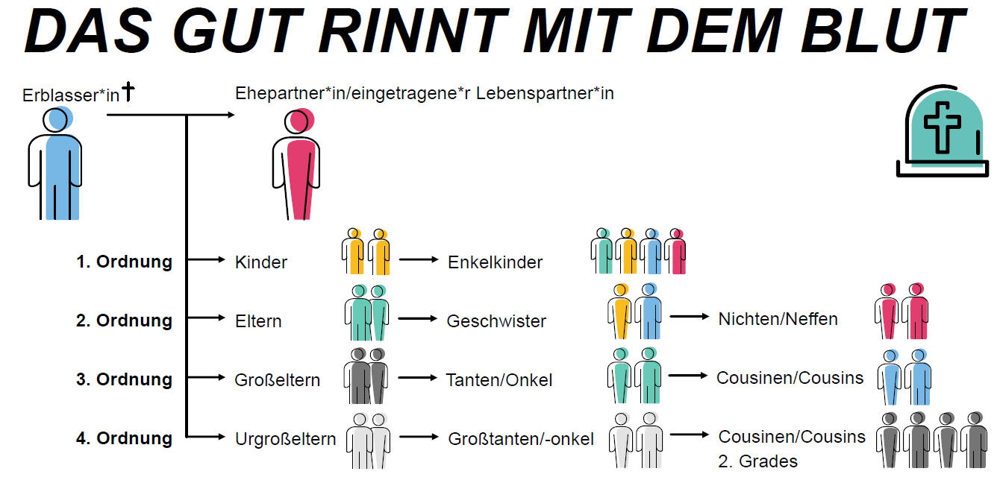 DAS GUT RINNT MIT DEM BLUT
Erblasser*in
Ehepartner*in/eingetragene*r Lebenspartner*in
1. Ordnung Kinder Enkelkinder
2. Ordnung Eltern Geschwister Nichten/Neffen
3. Ordnung Großeltern Tanten/Onkel Cousinen/Cousins
4. Ordnung Urgroßeltern Großtanten/-onkel Cousinen/Cousins
2. Grades